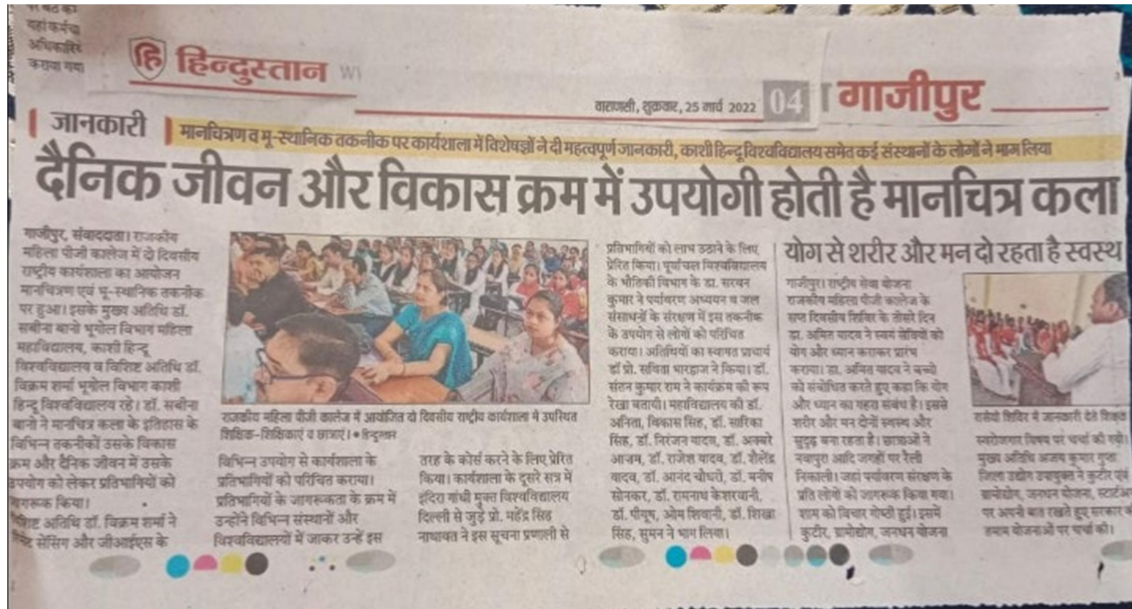 यहां कर्मचा
अधिकारियं
कराया गया
हि हिन्दुस्तान
वाराणसी, शुक्रवार, 25 मार्च 2022
04
गाजीपुर
जानकारी
मानचित्रण व भू-स्थानिक तकनीक पर कार्यशाला में विशेषज्ञों ने दी महत्वपूर्ण जानकारी, काशी हिन्दू विश्वविद्यालय समेत कई संस्थानों के लोगों ने भाग लिया
दैनिक जीवन और विकास क्रम में उपयोगी होती है मानचित्र कला
गाजीपुर, संवाददाता। राजकीय
महिला पीजी कालेज में दो दिवसीय
राष्ट्रीय कार्यशाला का आयोजन
मानचित्रण एवं भू-स्थानिक तकनीक
पर हुआ। इसके मुख्य अतिथि डॉ.
सबीना बानो भूगोल विभाग महिला
महाविद्यालय, काशी हिन्दू
विश्वविद्यालय व विशिष्ट अतिथि डॉ.
विक्रम शर्मा भूगोल विभाग काशी
हिन्दू विश्वविद्यालय रहे। डॉ. सबीना
बानो ने मानचित्र कला के इतिहास के
विभिन्न तकनीकों उसके विकास
क्रम और दैनिक जीवन में उसके
उपयोग को लेकर प्रतिभागियों को
गरूक किया।
शिष्ट अतिथि डॉ. विक्रम शर्मा ने
सेंसिंग और जीआईएस के
राजकीय महिला पीजी कालेज में आयोजित दो दिवसीय राष्ट्रीय कार्यशाला में उपस्थित
शिक्षिक-शिक्षिकाएं व छात्राएं। • हिन्दुस्तान
विभिन्न उपयोग से कार्यशाला के
प्रतिभागियों को परिचित कराया।
प्रतिभागियों के जागरूकता के क्रम में
उन्होंने विभिन्न संस्थानों और
विश्वविद्यालयों में जाकर उन्हें इस
तरह के कोर्स करने के लिए प्रेरित
किया। कार्यशाला के दूसरे सत्र में
इंदिरा गांधी मुक्त विश्वविद्यालय
दिल्ली से जुड़े प्रो. महेंद्र सिंह
नाथावत ने इस सूचना प्रणाली से
प्रतिभागियों को लाभ उठाने के लिए
प्रेरित किया। पूर्वांचल विश्वविद्यालय
के भौतिकी विभाग के डा. सरवन
कुमार ने पर्यावरण अध्ययन व जल
संसाधनों के संरक्षण में इस तकनीक
के उपयोग से लोगों को परिचित
कराया। अतिथियों का स्वागत प्राचार्य
डॉ प्रो. सविता भारद्वाज ने किया। डॉ.
संतन कुमार राम ने कार्यक्रम की रूप
रेखा बतायी। महाविद्यालय की डॉ.
अनिता, विकास सिंह, डॉ. सारिका
सिंह, डॉ. निरंजन यादव, डॉ. अकबरे
आजम, डॉ. राजेश यादव, डॉ. शैलेंद्र
यादव, डॉ. आनंद चौधरी, डॉ. मनीष
सोनकर, डॉ. रामनाथ केशरवानी,
डॉ. पीयूष, ओम शिवानी, डॉ. शिखा
सिंह, सुमन ने भाग लिया।
योग से शरीर और मन दो रहता है स्वस्थ
गाजीपुर। राष्ट्रीय सेवा योजना
राजकीय महिला पीजी कालेज के
सप्त दिवसीय शिविर के तीसरे दिन
डा. अमित यादव ने स्वयं सेवियों को
योग और ध्यान कराकर प्रारंभ
कराया। डा. अमित यादव ने बच्चो
को संबोधित करते हुए कहा कि योग
और ध्यान का गहरा संबंध है। इससे
शरीर और मन दोनों स्वस्थ और
सुदृढ़ बना रहता है। छात्राओं ने
नवापुरा आदि जगहों पर रैली
निकाली। जहां पर्यावरण संरक्षण के
प्रति लोगों को जागरूक किया गया।
शाम को विचार गोष्ठी हुई। इसमें
कुटीर, ग्रामोद्योग, जनधन योजना
रासेयो शिविर में जानकारी देते शिक्षक
स्वरोजगार विषय पर चर्चा की गयी।
मुख्य अतिथि अजय कुमार गुप्ता
जिला उद्योग उपायुक्त ने कुटीर एवं
ग्रामोद्योग, जनधन योजना, स्टार्टअप
पर अपनी बात रखते हुए सरकार की
तमाम योजनाओं पर चर्चा की।